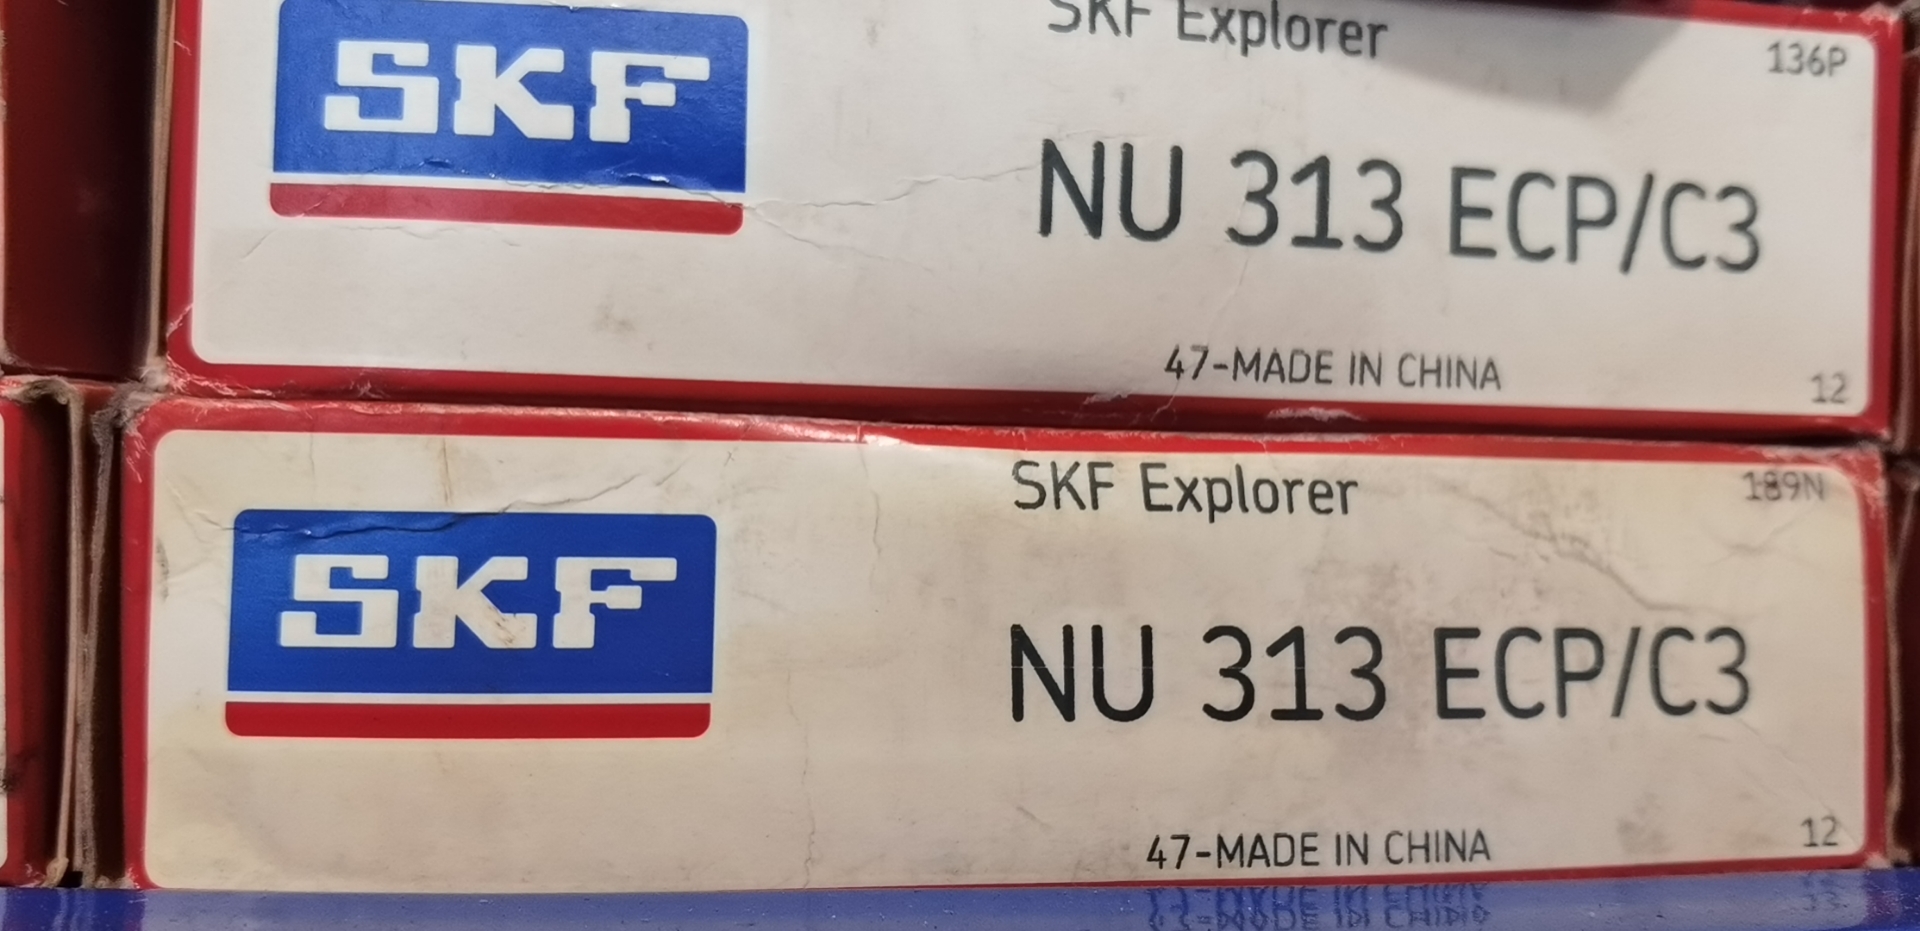 SKF
SKF Explorer
136P
NU 313 ECP/C3
47-MADE IN CHINA
12
SKF
SKF Explorer
189N
NU 313 ECP/C3
47-MADE IN CHINA
12